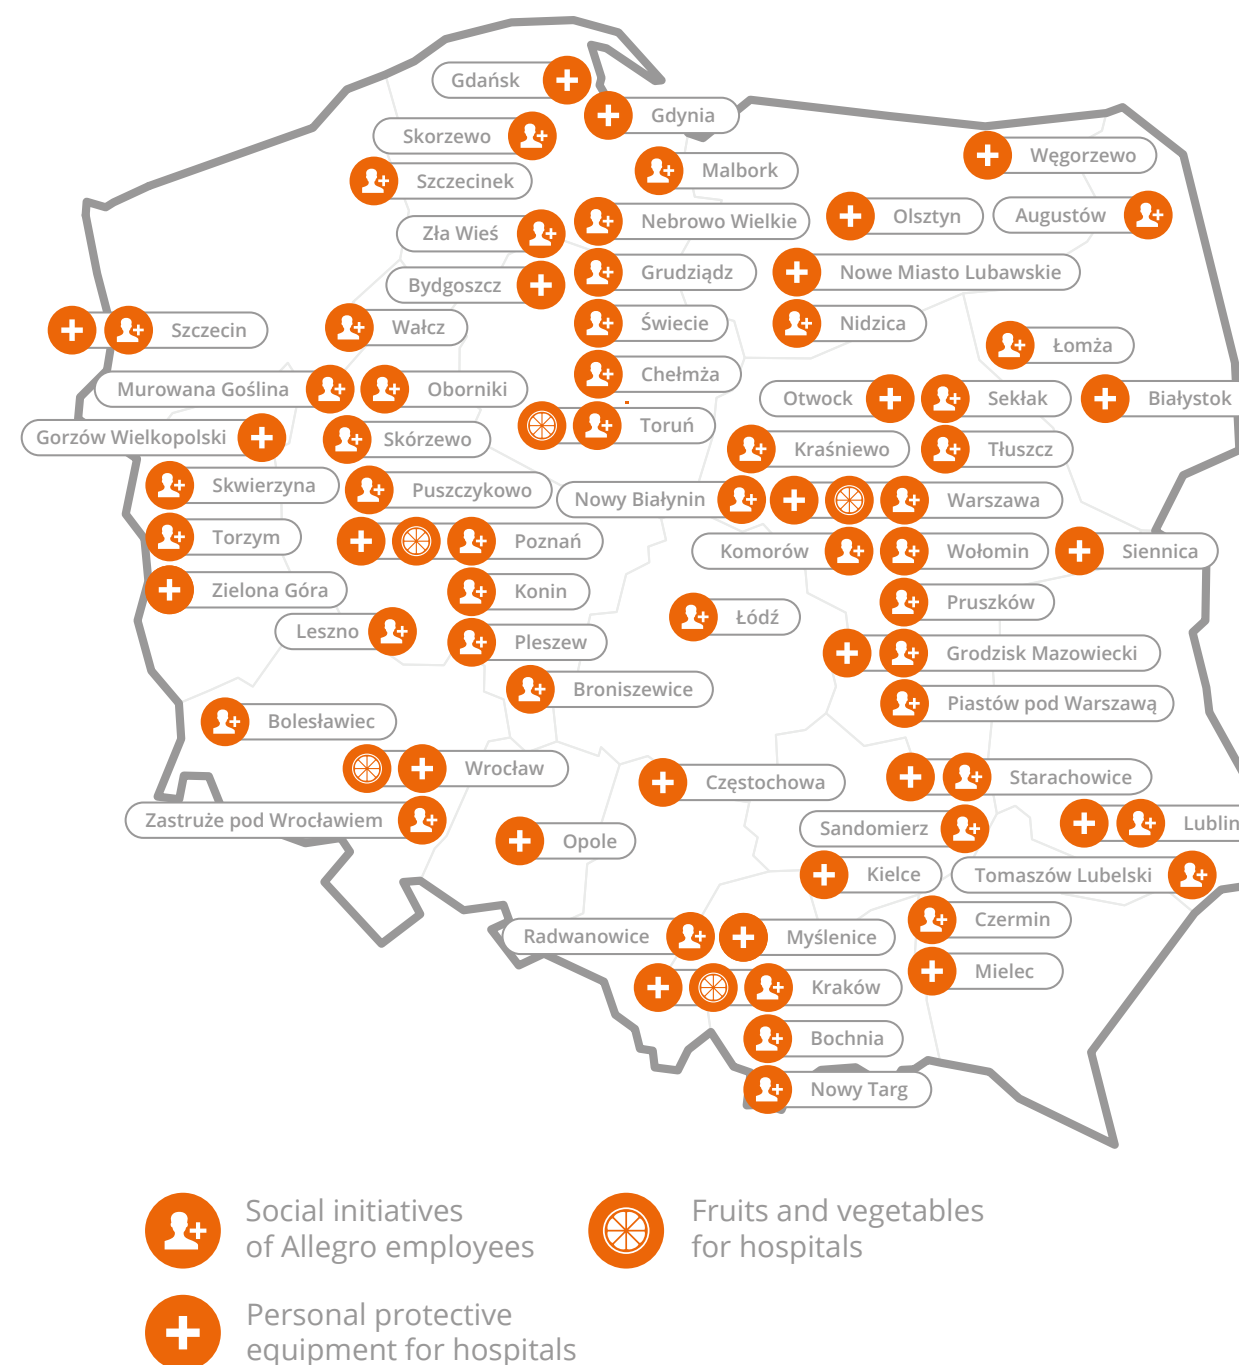 Gdańsk
Gdynia
Skorzewo
Malbork
Węgorzewo
Szczecinek
Nebrowo Wielkie
Olsztyn
Augustów
Zła Wieś
Grudziądz
Nowe Miasto Lubawskie
Bydgoszcz
Szczecin
Wałcz
Świecie
Nidzica
Łomża
Murowana Goślina
Oborniki
Chełmża
Otwock
Sekłak
Białystok
Gorzów Wielkopolski
Skórzewo
Toruń
Kraśniewo
Tłuszcz
Skwierzyna
Puszczykowo
Nowy Białynin
Warszawa
Torzym
Poznań
Komorów
Wołomin
Siennica
Zielona Góra
Konin
Pruszków
Leszno
Łódź
Pleszew
Grodzisk Mazowiecki
Broniszewice
Piastów pod Warszawą
Bolesławiec
Wrocław
Częstochowa
Starachowice
Zastruże pod Wrocławiem
Opole
Sandomierz
Lublin
Kielce
Tomaszów Lubelski
Czermin
Radwanowice
Myślenice
Mielec
Kraków
Bochnia
Nowy Targ
Social initiatives
of Allegro employees
Fruits and vegetables
for hospitals
Personal protective
equipment for hospitals